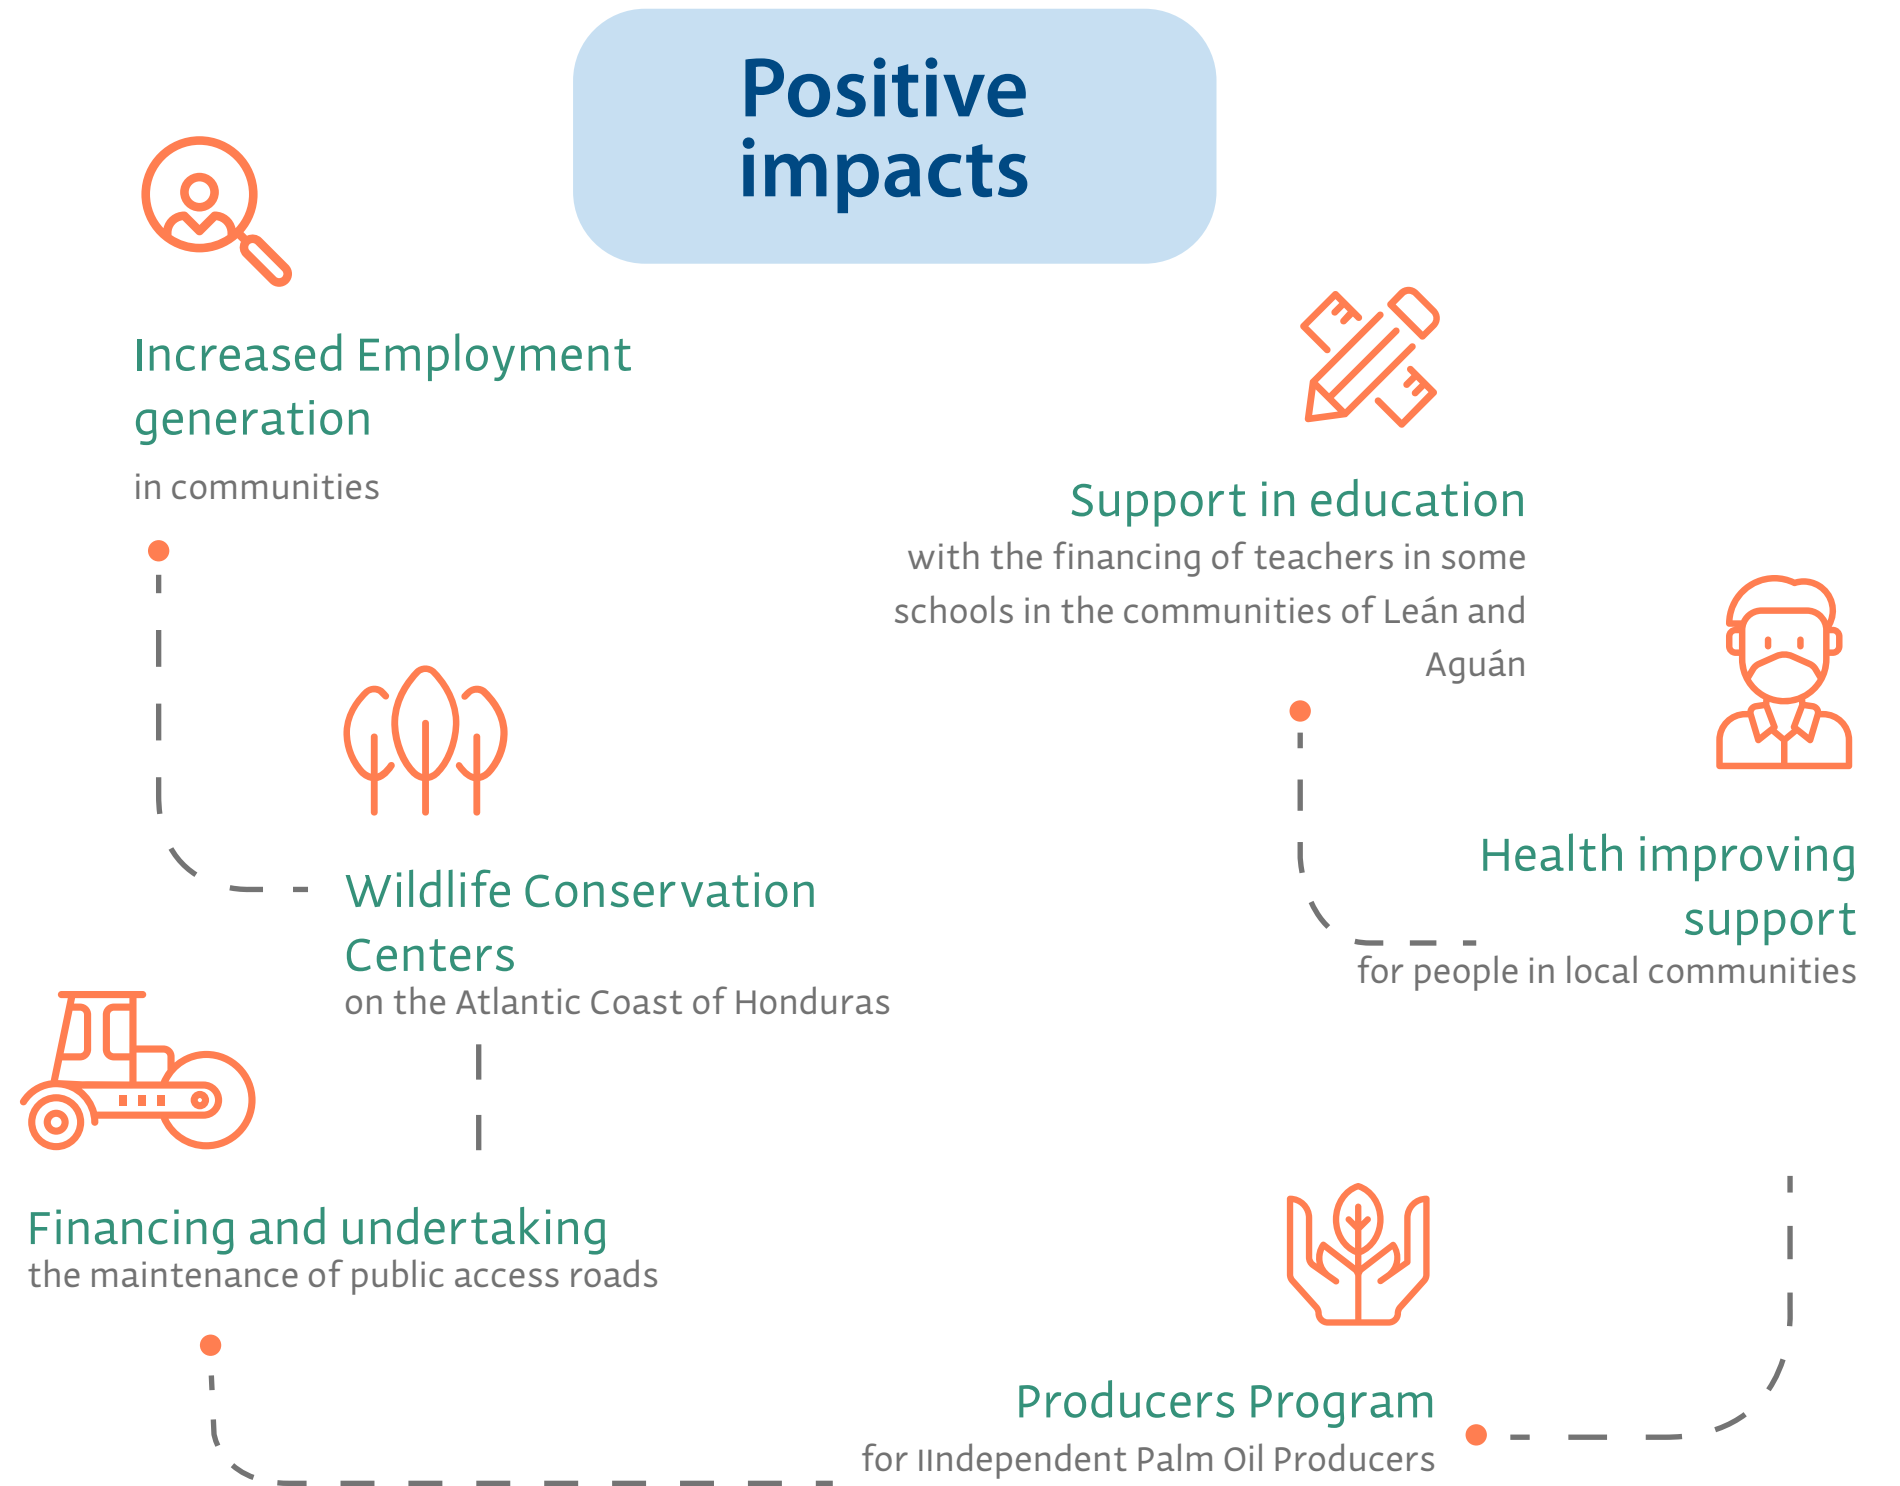 Positive
impacts
Increased Employment
generation
in communities
Support in education
with the financing of teachers in some
schools in the communities of Leán and
Aguán
Wildlife Conservation
Centers
on the Atlantic Coast of Honduras
Health improving
support
for people in local communities
Financing and undertaking
the maintenance of public access roads
Producers Program
for IIndependent Palm Oil Producers